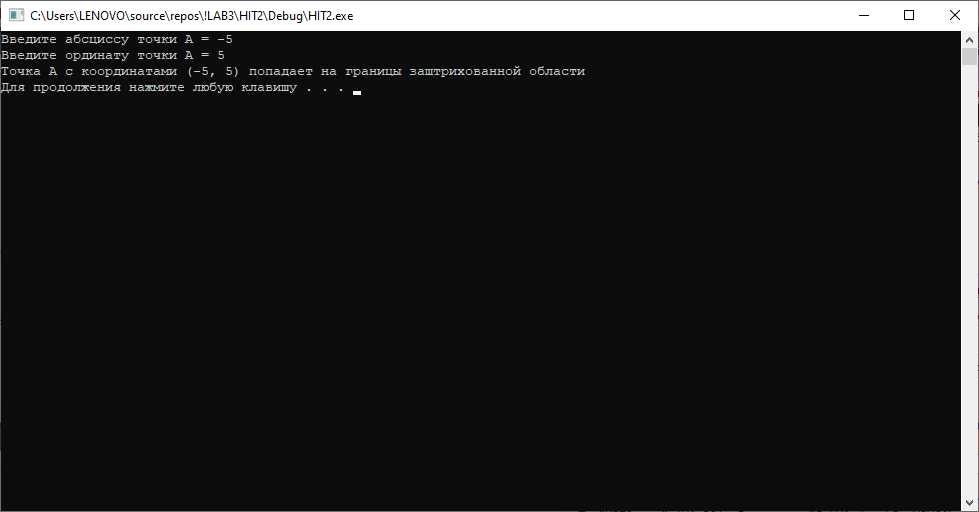 C:\Users\LENOVO\source\repos\!LAB3\HIT2\Debug\HIT2.exe
Введите абсциссу точки A = -5
Введите ординату точки A = 5
Точка A с координатами (-5, 5) попадает на границы заштрихованной области
Для продолжения нажмите любую клавишу . . .